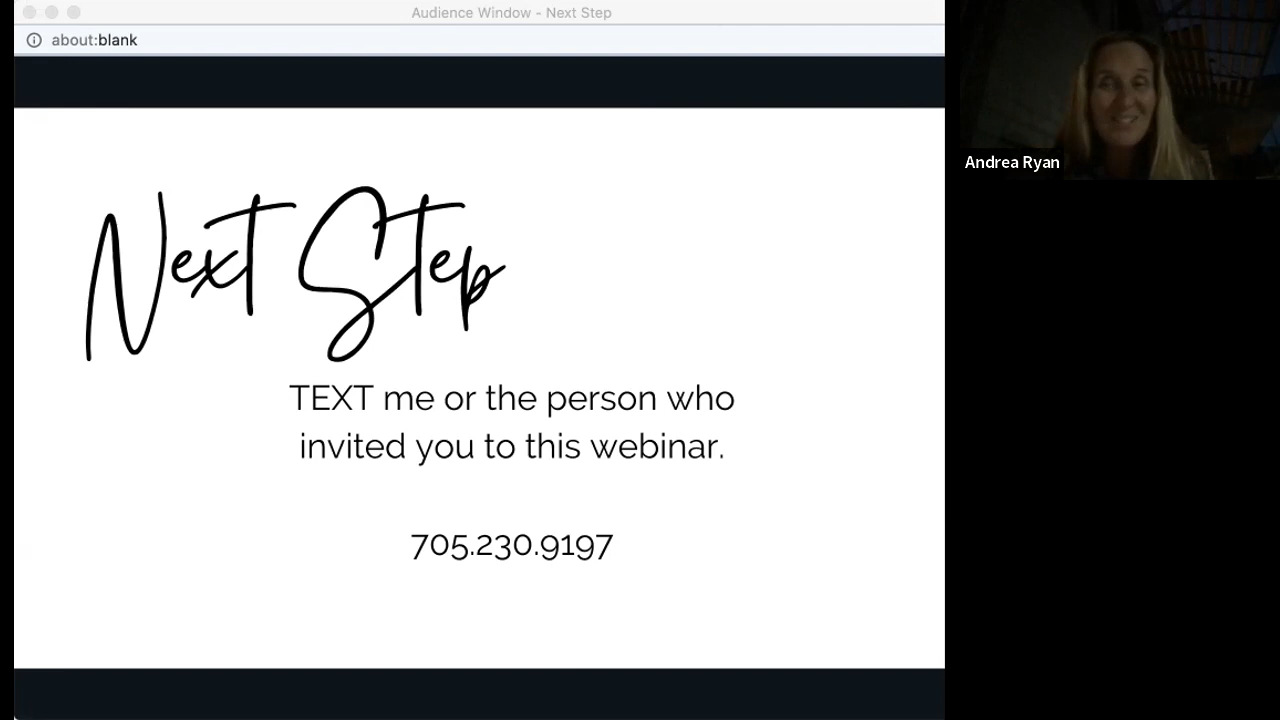 Audience Window - Next Step
about:blank
Andrea Ryan
Next Step
TEXT me or the person who
invited you to this webinar.
705.230.9197